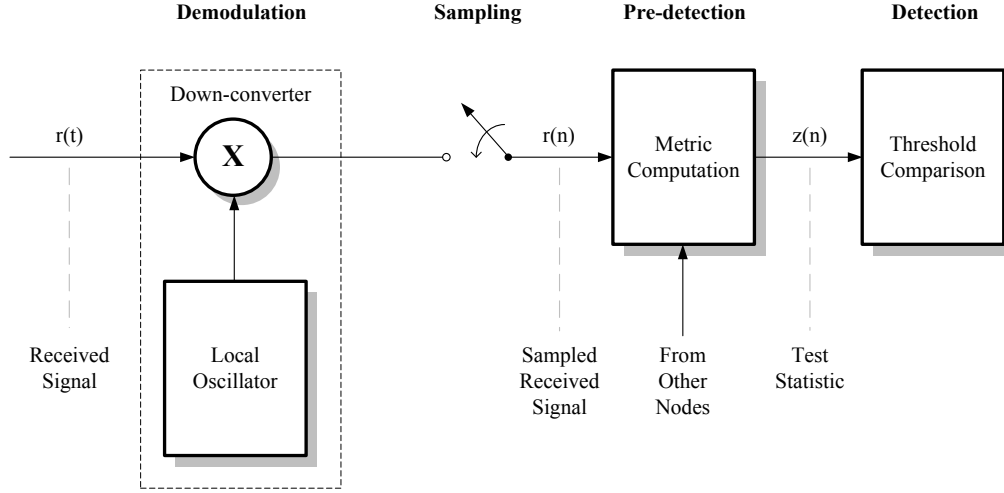 Demodulation
Sampling
Pre-detection
Detection
Down-converter
r(t)
X
r(n)
Metric
Computation
z(n)
Threshold
Comparison
Received
Signal
Local
Oscillator
Sampled
Received
Signal
From
Other
Nodes
Test
Statistic